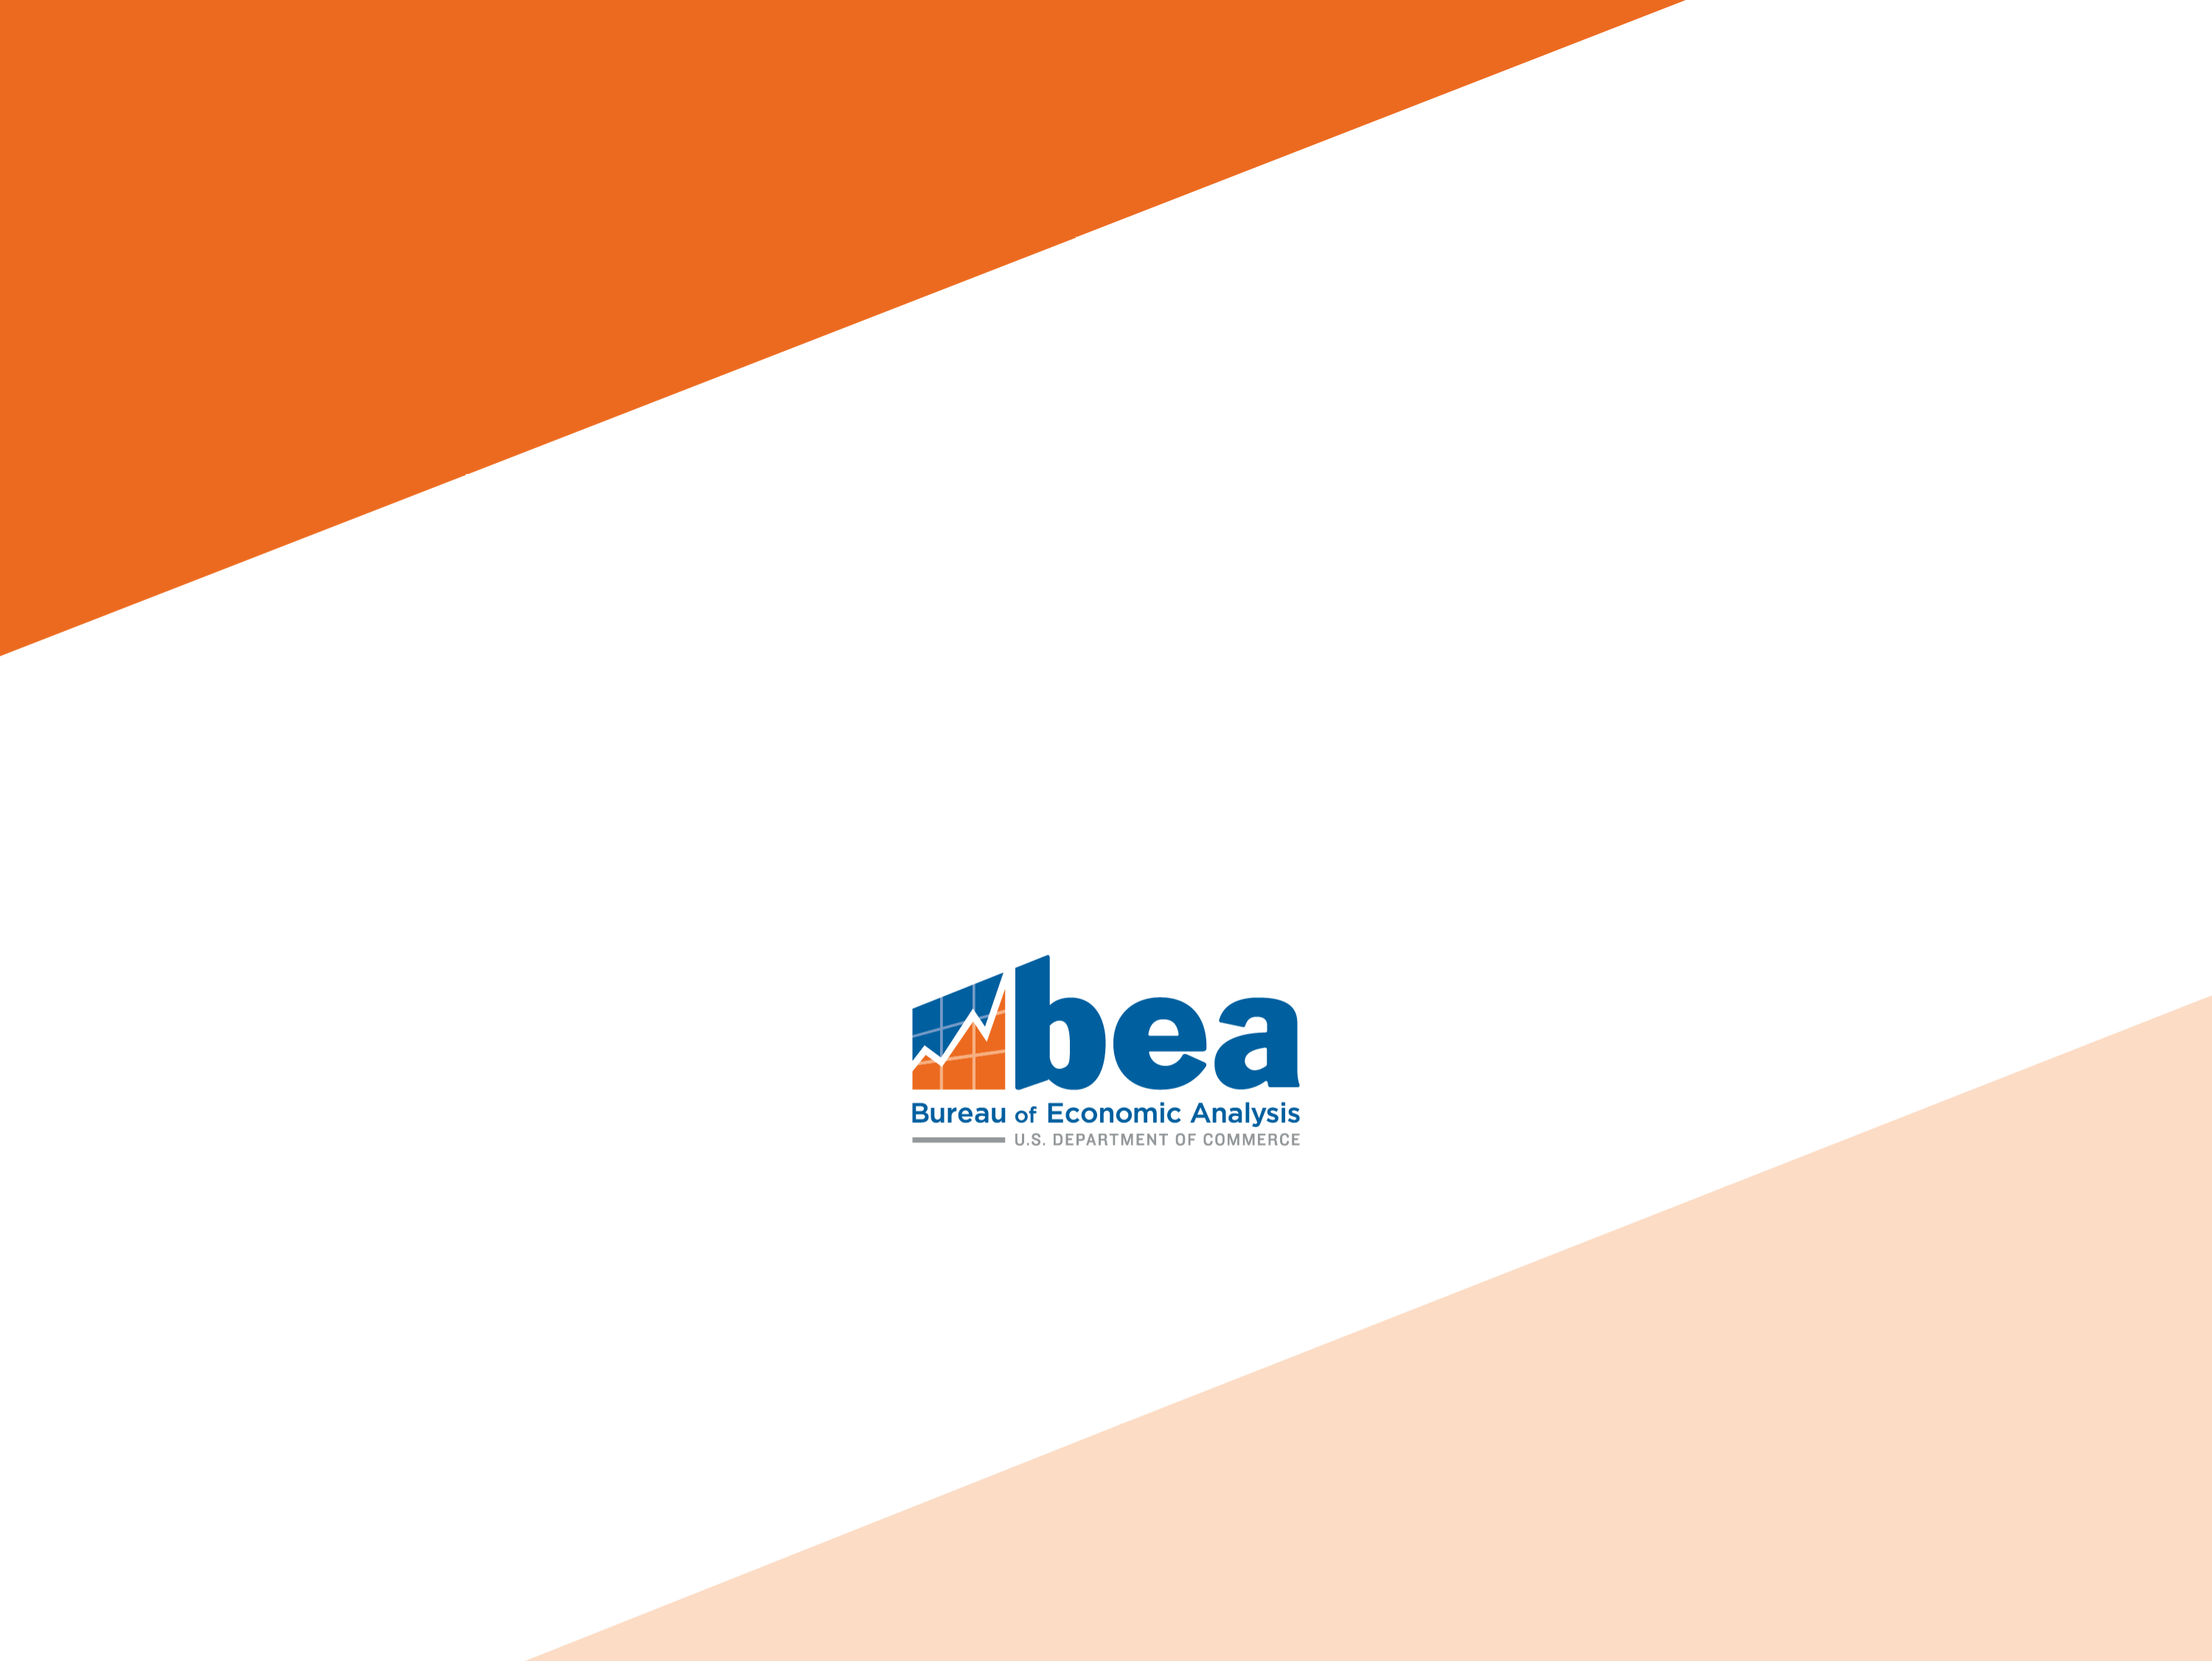 bea
Bureau of Economic Analysis
U.S. DEPARTMENT OF COMMERCE